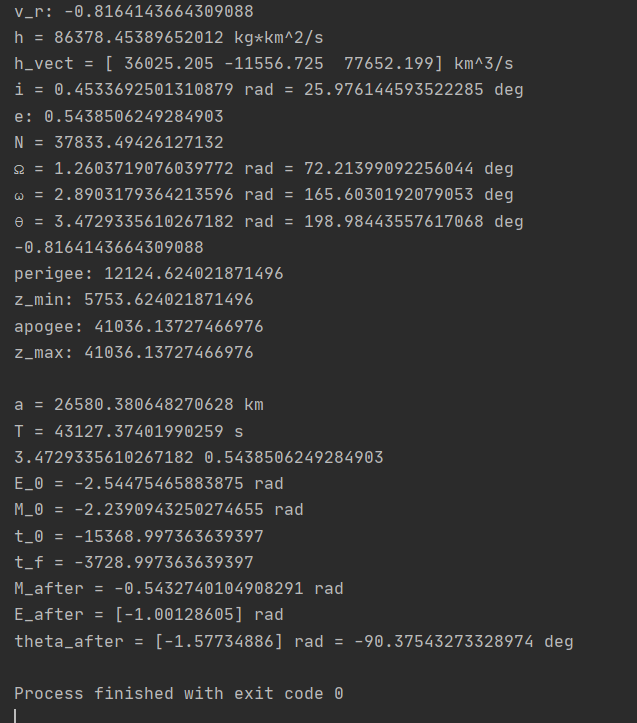 v_r: -0.8164143664309088
h = 86378.45389652012 kg*km^2/s
h_vect = [ 36025.205 -11556.725  77652.199] km^3/s
i = 0.4533692501310879 rad = 25.976144593522285 deg
e: 0.5438506249284903
N = 37833.49426127132
Ω = 1.2603719076039772 rad = 72.21399092256044 deg
ω = 2.8903179364213596 rad = 165.6030192079053 deg
θ = 3.4729335610267182 rad = 198.98443557617068 deg
-0.8164143664309088
perigee: 12124.624021871496
z_min: 5753.624021871496
apogee: 41036.13727466976
z_max: 41036.13727466976
a = 26580.380648270628 km
T = 43127.37401990259 s
3.4729335610267182 0.5438506249284903
E_0 = -2.54475465883875 rad
M_0 = -2.2390943250274655 rad
t_0 = -15368.997363639397
t_f = -3728.997363639397
M_after = -0.5432740104908291 rad
E_after = [-1.00128605] rad
theta_after = [-1.57734886] rad = -90.37543273328974 deg
Process finished with exit code 0